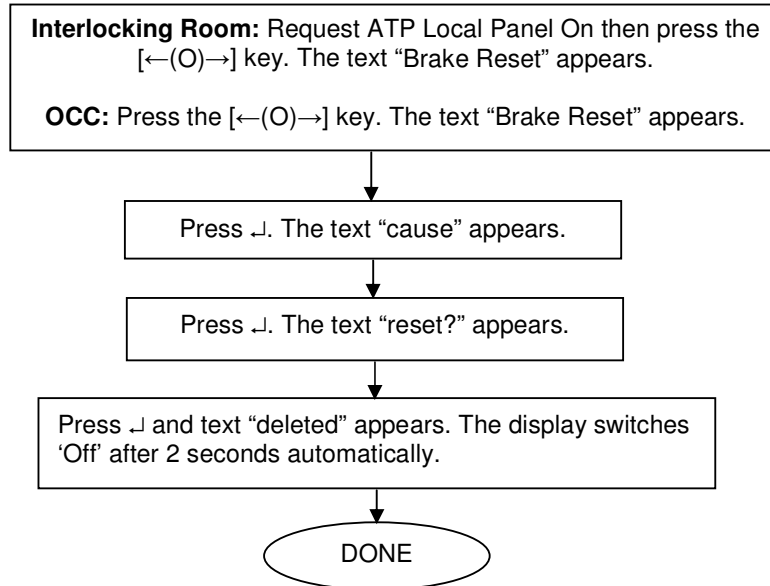 Interlocking Room: Request ATP Local Panel On then press the
[←(O)→] key. The text “Brake Reset” appears.
OCC: Press the [←(O)→] key. The text “Brake Reset” appears.
Press ↵. The text “cause” appears.
Press ↵. The text “reset?” appears.
Press ↵ and text “deleted” appears. The display switches
‘Off’ after 2 seconds automatically.
DONE